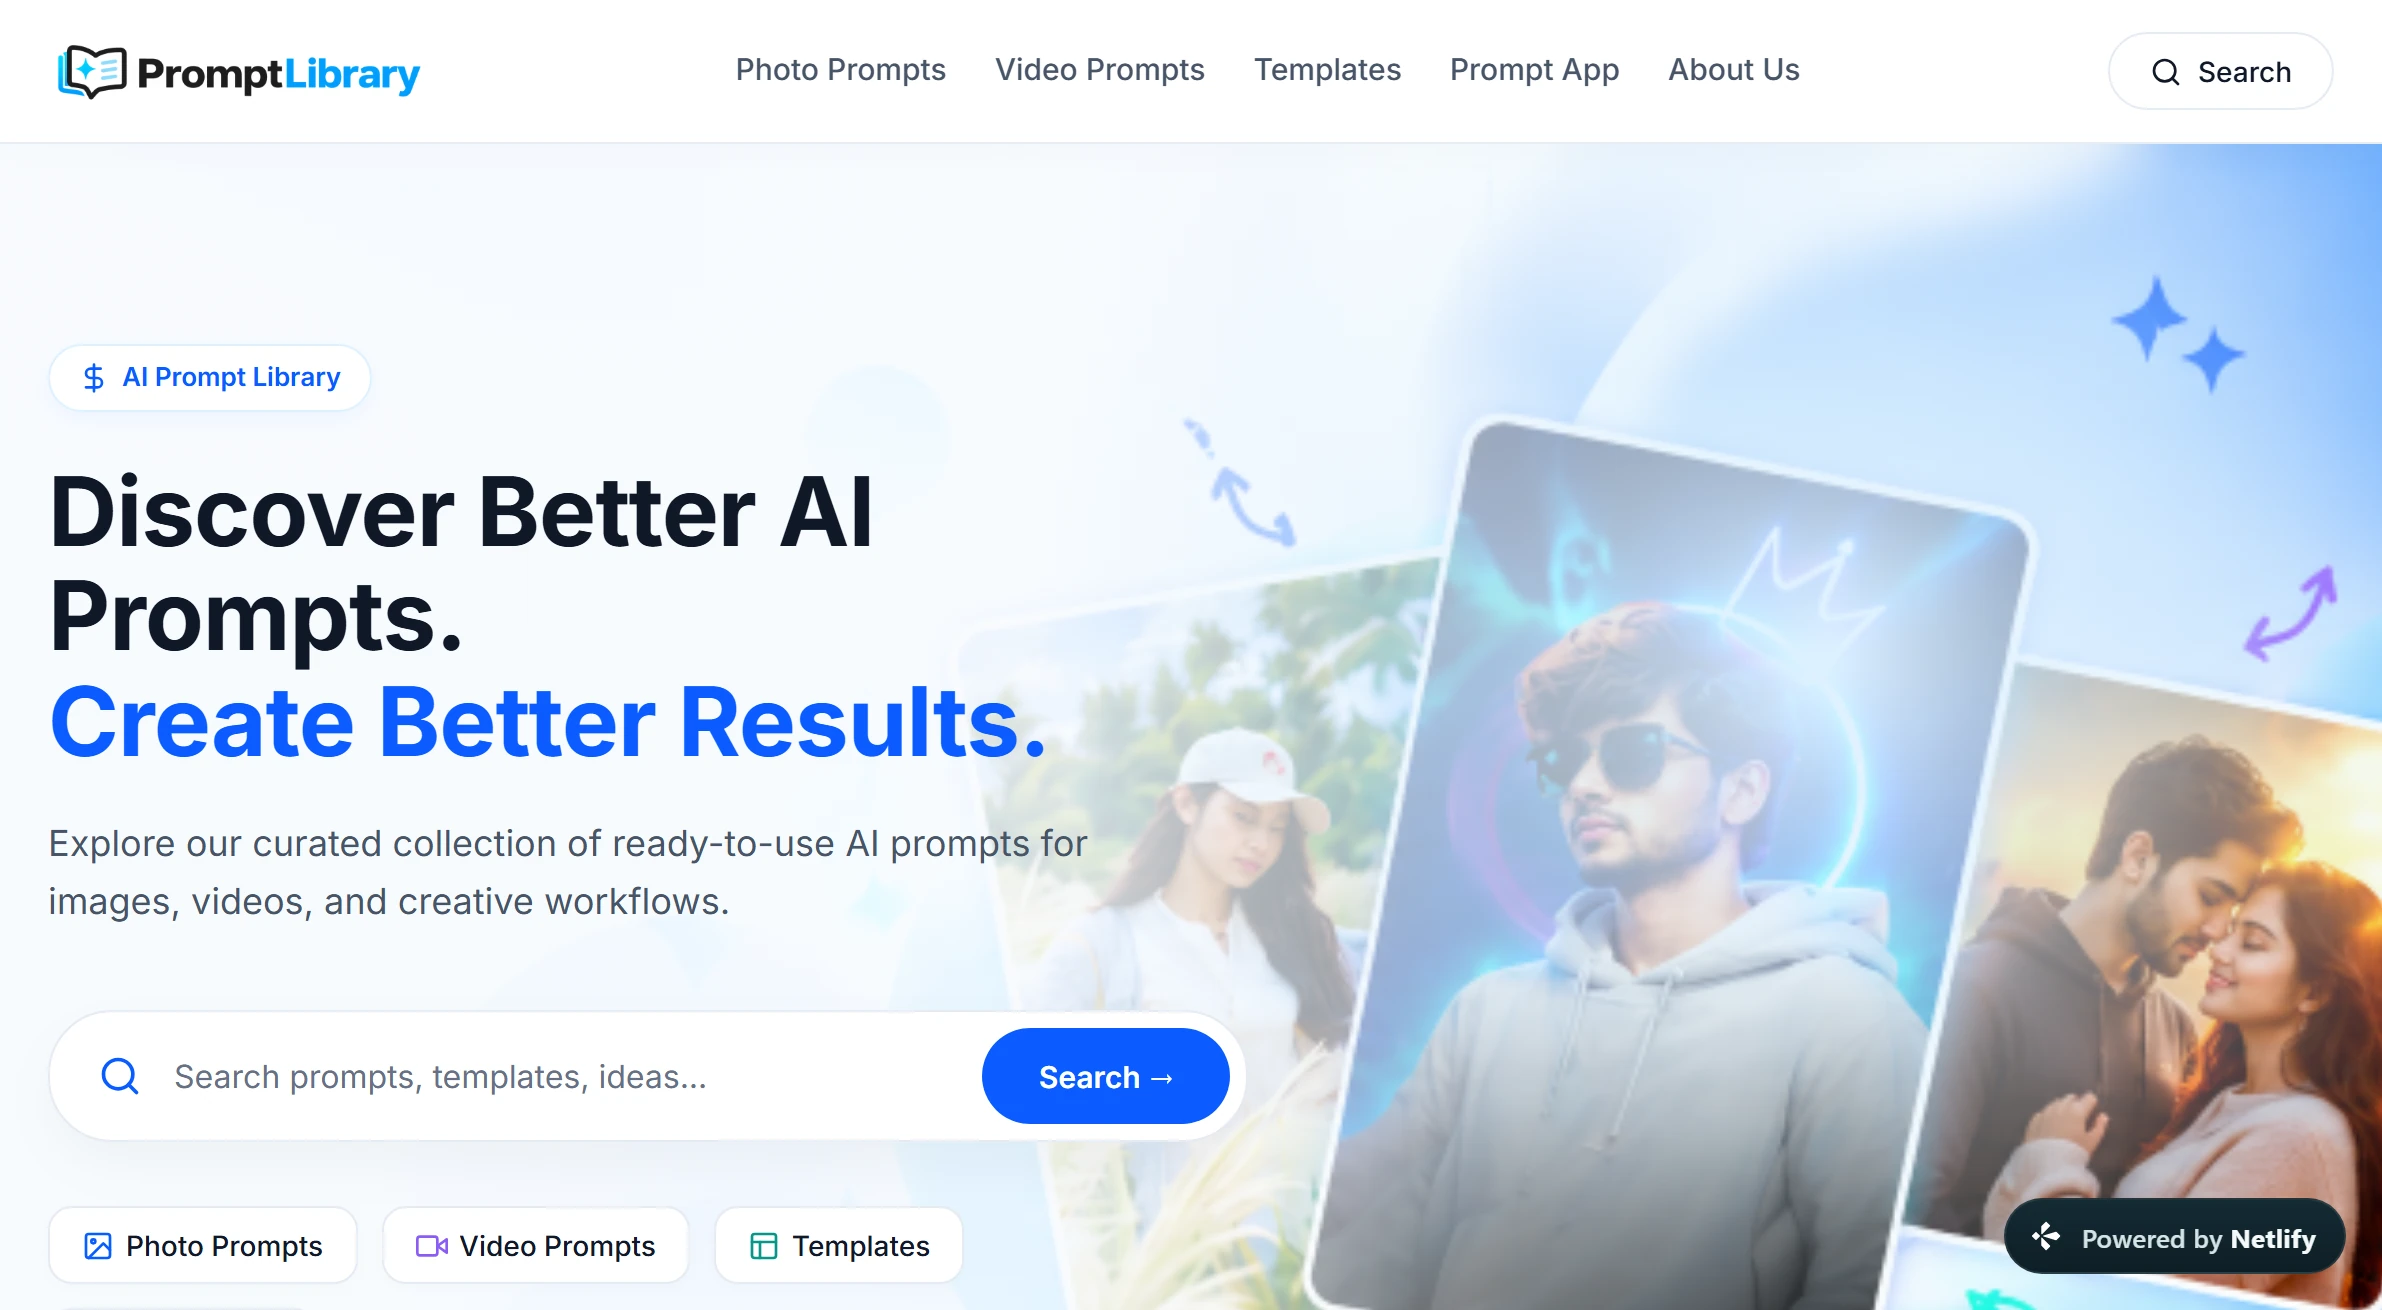 PromptLibrary
Photo Prompts
Video Prompts
Templates
Prompt App
About Us
Search
AI Prompt Library
Discover Better AI
Prompts.
Create Better Results.
Explore our curated collection of ready-to-use AI prompts for
images, videos, and creative workflows.
Search prompts, templates, ideas...
Search →
Photo Prompts
Video Prompts
Templates
Powered by Netlify